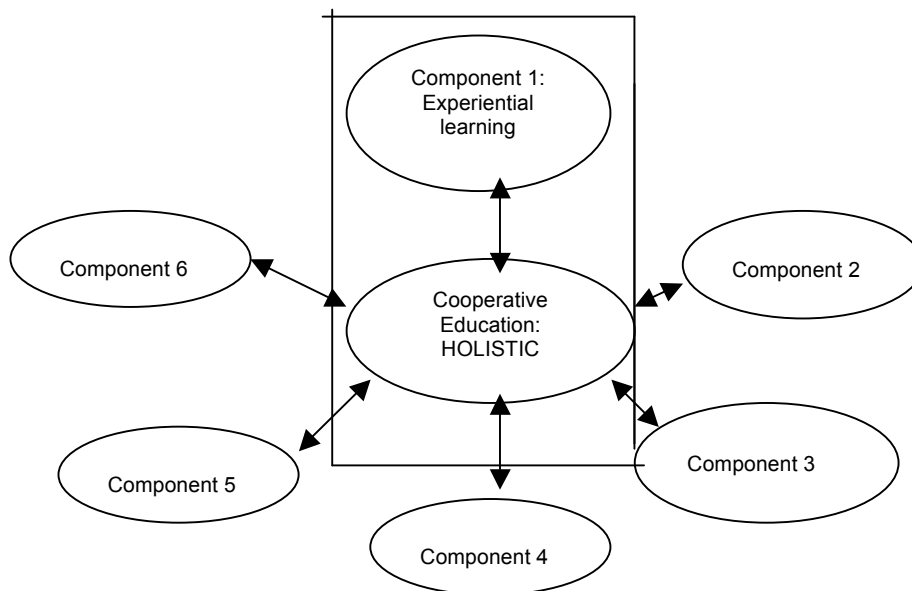 Component 1:
Experiential
learning
Component 6
Component 2
Cooperative
Education:
HOLISTIC
Component 5
Component 3
Component 4